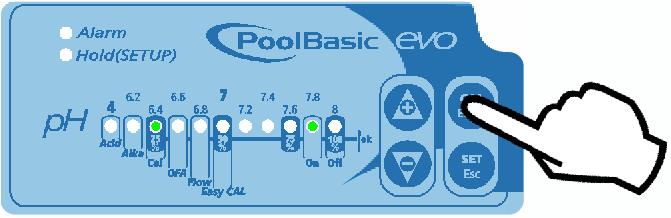 Alarm
Hold(SETUP)
PoolBasic evo
pH
4 6.2 6.4 6.6 6.8 7 7.2 7.4 7.6 7.8 8
Acid Alka Cal OFA Flow Easy CAL On Off
SET
Esc